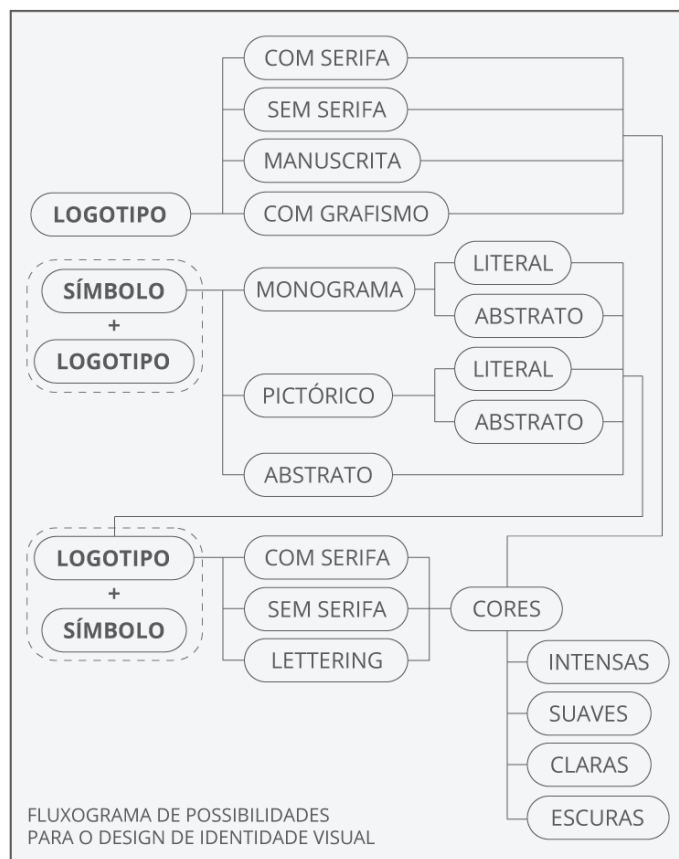 COM SERIFA
SEM SERIFA
MANUSCRITA
LOGOTIPO
COM GRAFISMO
SÍMBOLO
+
LOGOTIPO
MONOGRAMA
LITERAL
ABSTRATO
PICTÓRICO
LITERAL
ABSTRATO
ABSTRATO
LOGOTIPO
+
SÍMBOLO
COM SERIFA
SEM SERIFA
LETTERING
CORES
INTENSAS
SUAVES
CLARAS
ESCURAS
FLUXOGRAMA DE POSSIBILIDADES
PARA O DESIGN DE IDENTIDADE VISUAL